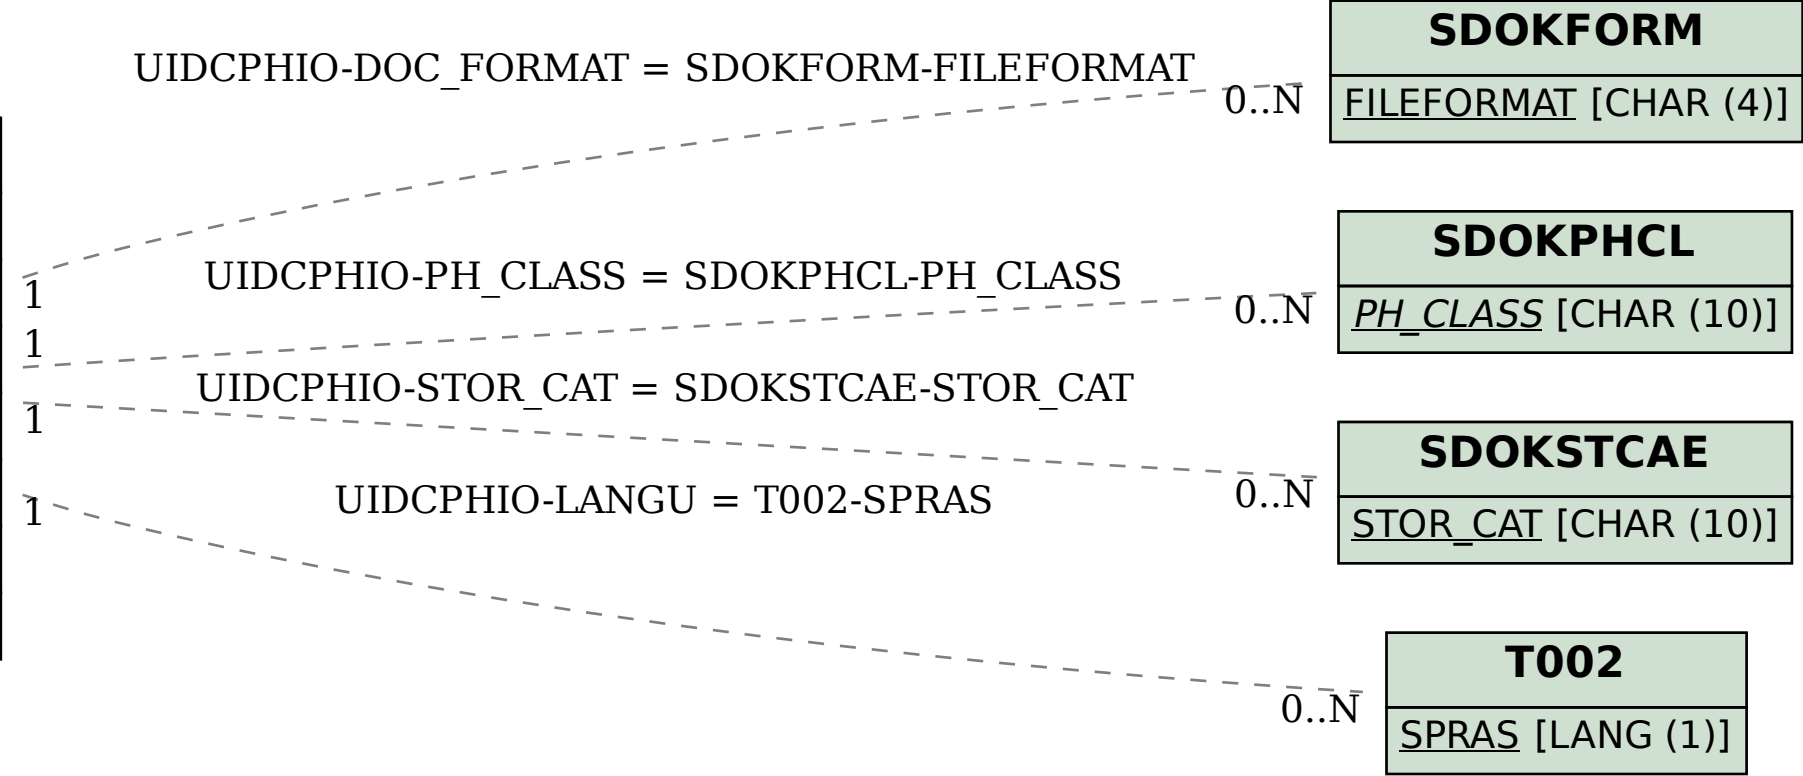 SDOKFORM
UIDCPHIO-DOC_FORMAT = SDOKFORM-FILEFORMAT
0..N
FILEFORMAT [CHAR (4)]
SDOKPHCL
UIDCPHIO-PH_CLASS = SDOKPHCL-PH_CLASS
1
0..N
PH_CLASS [CHAR (10)]
1
UIDCPHIO-STOR_CAT = SDOKSTCAE-STOR_CAT
1
SDOKSTCAE
0..N
UIDCPHIO-LANGU = T002-SPRAS
1
STOR_CAT [CHAR (10)]
T002
0..N
SPRAS [LANG (1)]